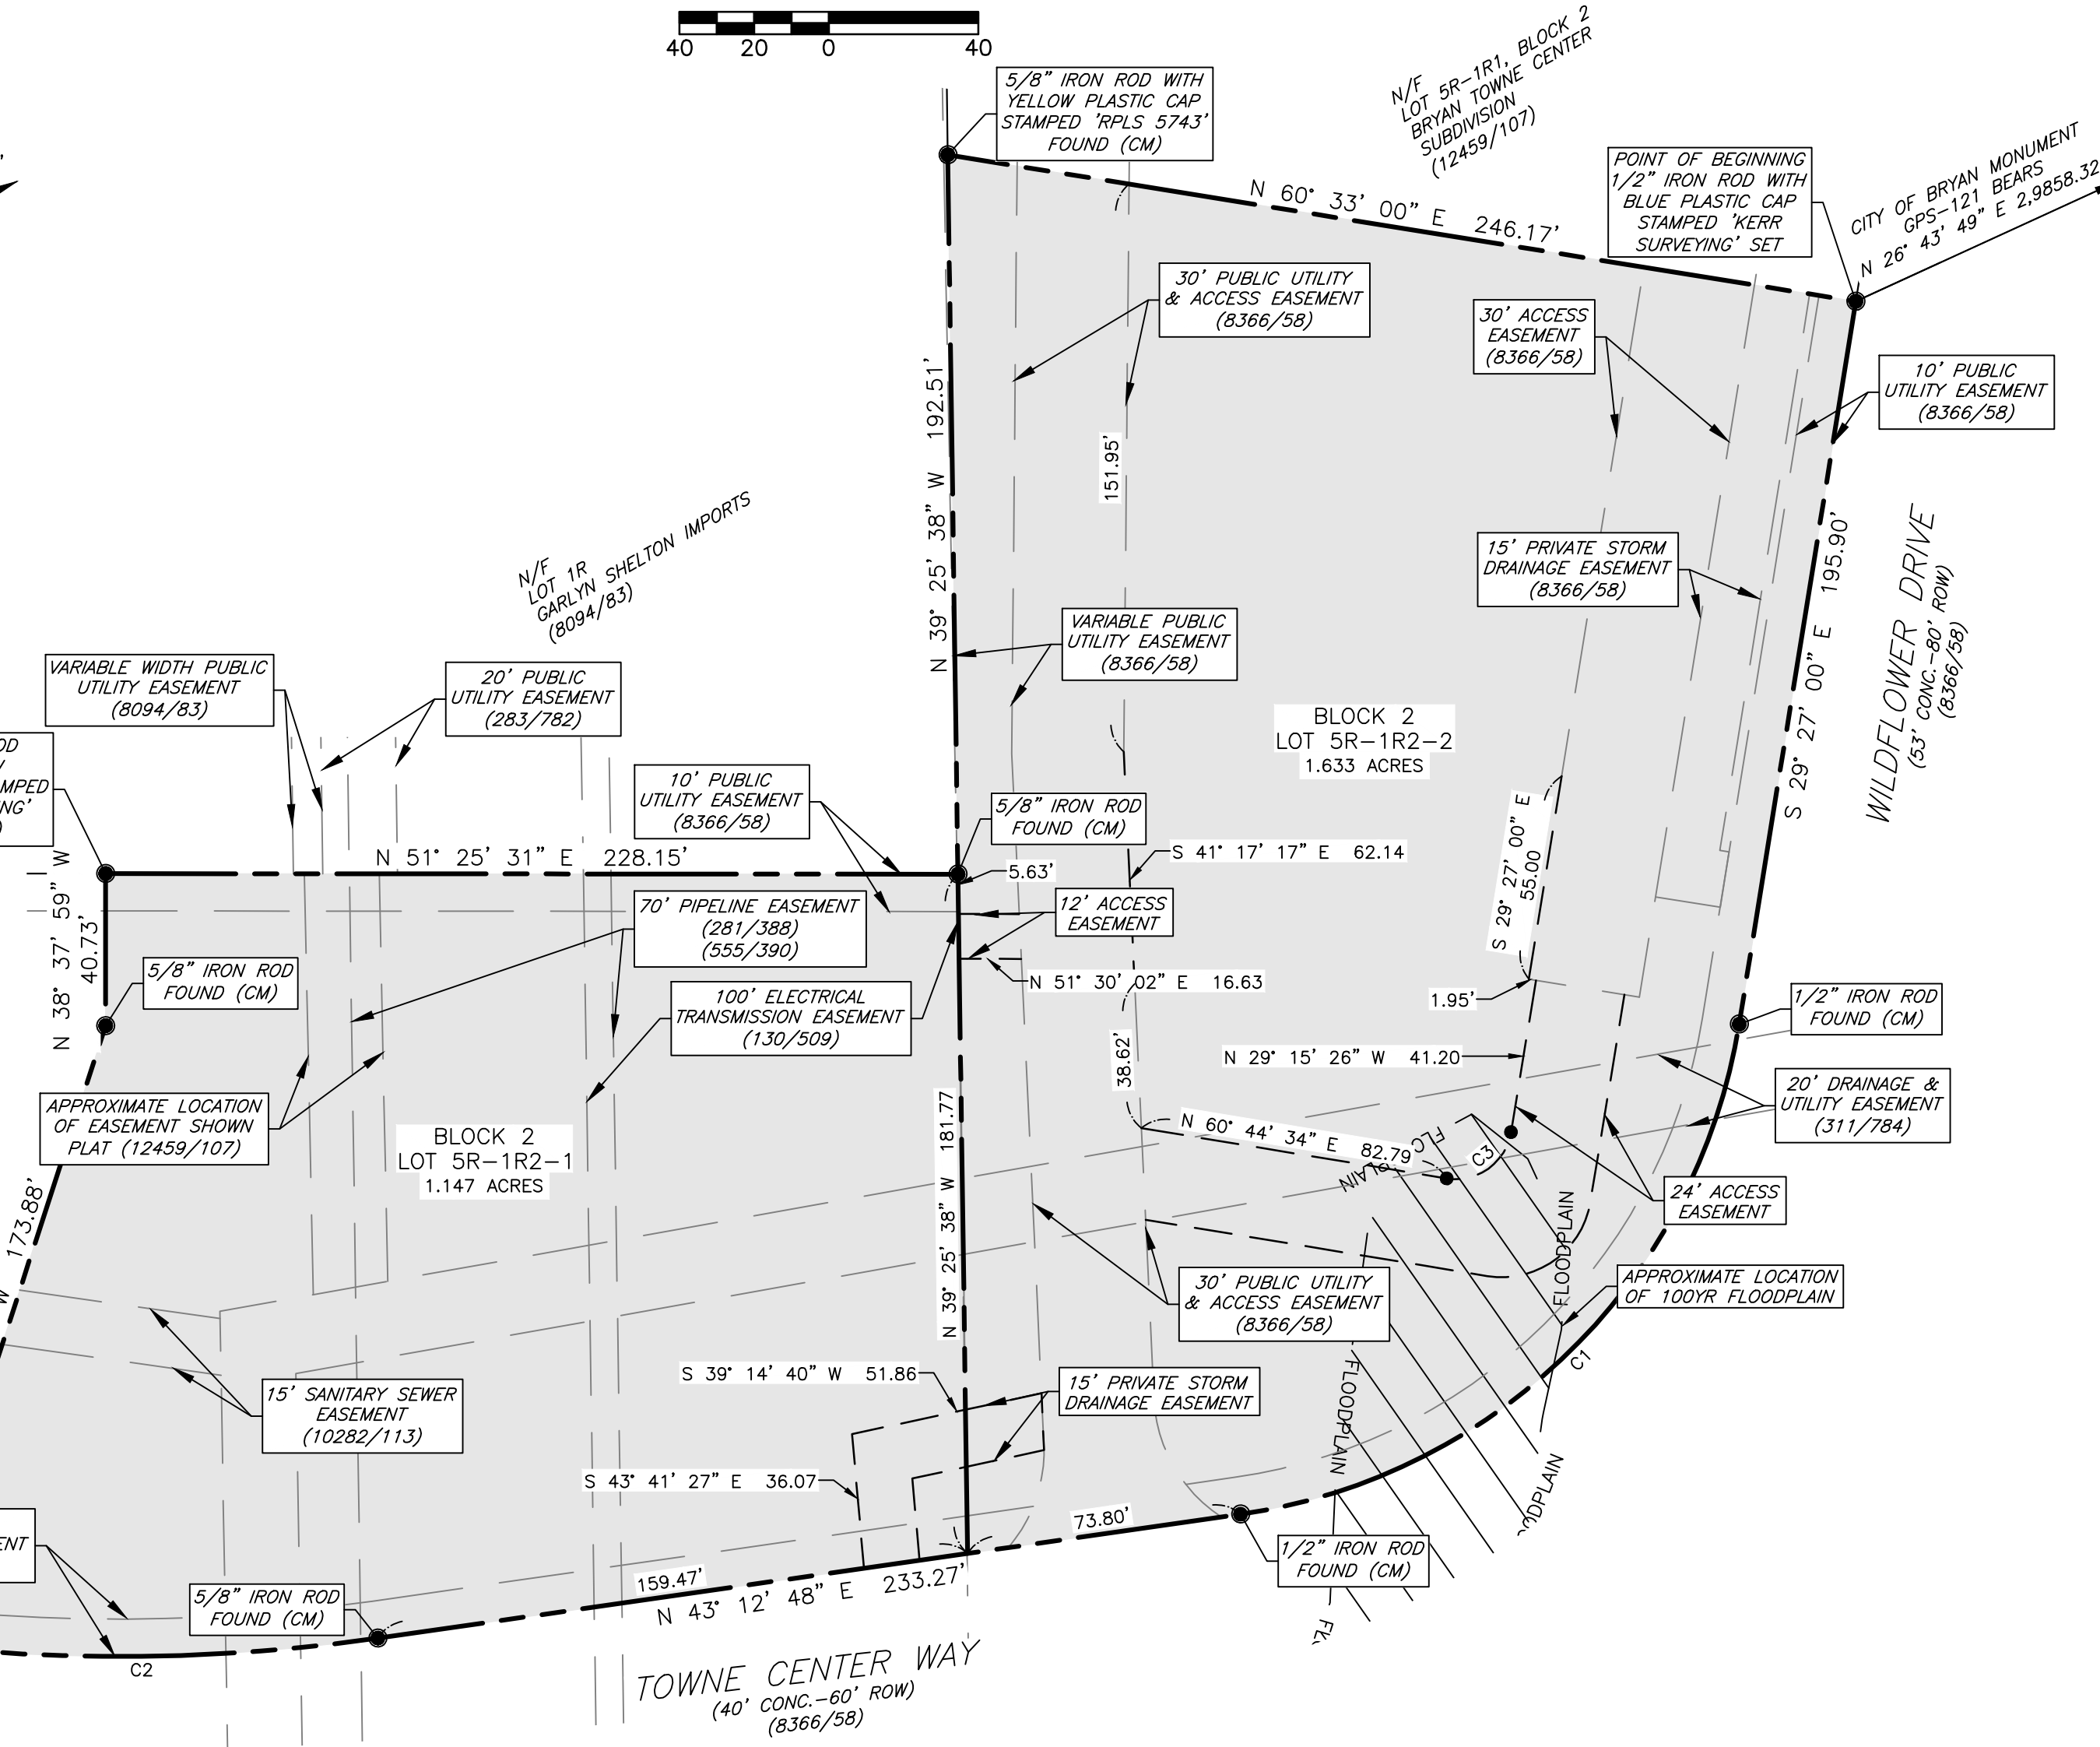 40 20 0 40
5/8" IRON ROD WITH
YELLOW PLASTIC CAP
STAMPED 'RPLS 5743'
FOUND (CM)
N/F
LOT 5R-1R1, BLOCK 2
BRYAN TOWNE CENTER
SUBDIVISION
(12459/107)
POINT OF BEGINNING
1/2" IRON ROD WITH
BLUE PLASTIC CAP
STAMPED 'KERR
SURVEYING' SET
CITY OF BRYAN MONUMENT
GPS-121 BEARS
N 26° 43' 49" E 2,9858.32
N 60° 33' 00" E 246.17'
30' PUBLIC UTILITY
& ACCESS EASEMENT
(8366/58)
30' ACCESS
EASEMENT
(8366/58)
10' PUBLIC
UTILITY EASEMENT
(8366/58)
N 39° 25' 38" W 192.51'
151.95'
N/F
LOT 1R
GARLYN SHELTON IMPORTS
(8094/83)
15' PRIVATE STORM
DRAINAGE EASEMENT
(8366/58)
S 29° 27' 00" E 195.90'
WILDFLOWER DRIVE
(53' CONC.-80' ROW)
(8366/58)
VARIABLE PUBLIC
UTILITY EASEMENT
(8366/58)
VARIABLE WIDTH PUBLIC
UTILITY EASEMENT
(8094/83)
20' PUBLIC
UTILITY EASEMENT
(283/782)
BLOCK 2
LOT 5R-1R2-2
1.633 ACRES
10' PUBLIC
UTILITY EASEMENT
(8366/58)
5/8" IRON ROD
FOUND (CM)
S 41° 17' 17" E 62.14
N 51° 25' 31" E 228.15'
5.63'
12' ACCESS
EASEMENT
S 29° 27' 00" E
55.00
70' PIPELINE EASEMENT
(281/388)
(555/390)
N 38° 37' 59" W
40.73'
5/8" IRON ROD
FOUND (CM)
100' ELECTRICAL
TRANSMISSION EASEMENT
(130/509)
N 51° 30' 02" E 16.63
1.95'
1/2" IRON ROD
FOUND (CM)
38.62'
N 29° 15' 26" W 41.20
APPROXIMATE LOCATION
OF EASEMENT SHOWN
PLAT (12459/107)
BLOCK 2
LOT 5R-1R2-1
1.147 ACRES
20' DRAINAGE &
UTILITY EASEMENT
(311/784)
N 60° 44' 34" E 82.79
C3
24' ACCESS
EASEMENT
173.88'
W
N 39° 25' 38" W 181.77
FLOODPLAIN
APPROXIMATE LOCATION
OF 100YR FLOODPLAIN
30' PUBLIC UTILITY
& ACCESS EASEMENT
(8366/58)
C1
S 39° 14' 40" W 51.86
15' PRIVATE STORM
DRAINAGE EASEMENT
FLOODPLAIN
15' SANITARY SEWER
EASEMENT
(10282/113)
S 43° 41' 27" E 36.07
73.80'
1/2" IRON ROD
FOUND (CM)
159.47'
N 43° 12' 48" E 233.27'
5/8" IRON ROD
FOUND (CM)
C2
TOWNE CENTER WAY
(40' CONC.-60' ROW)
(8366/58)